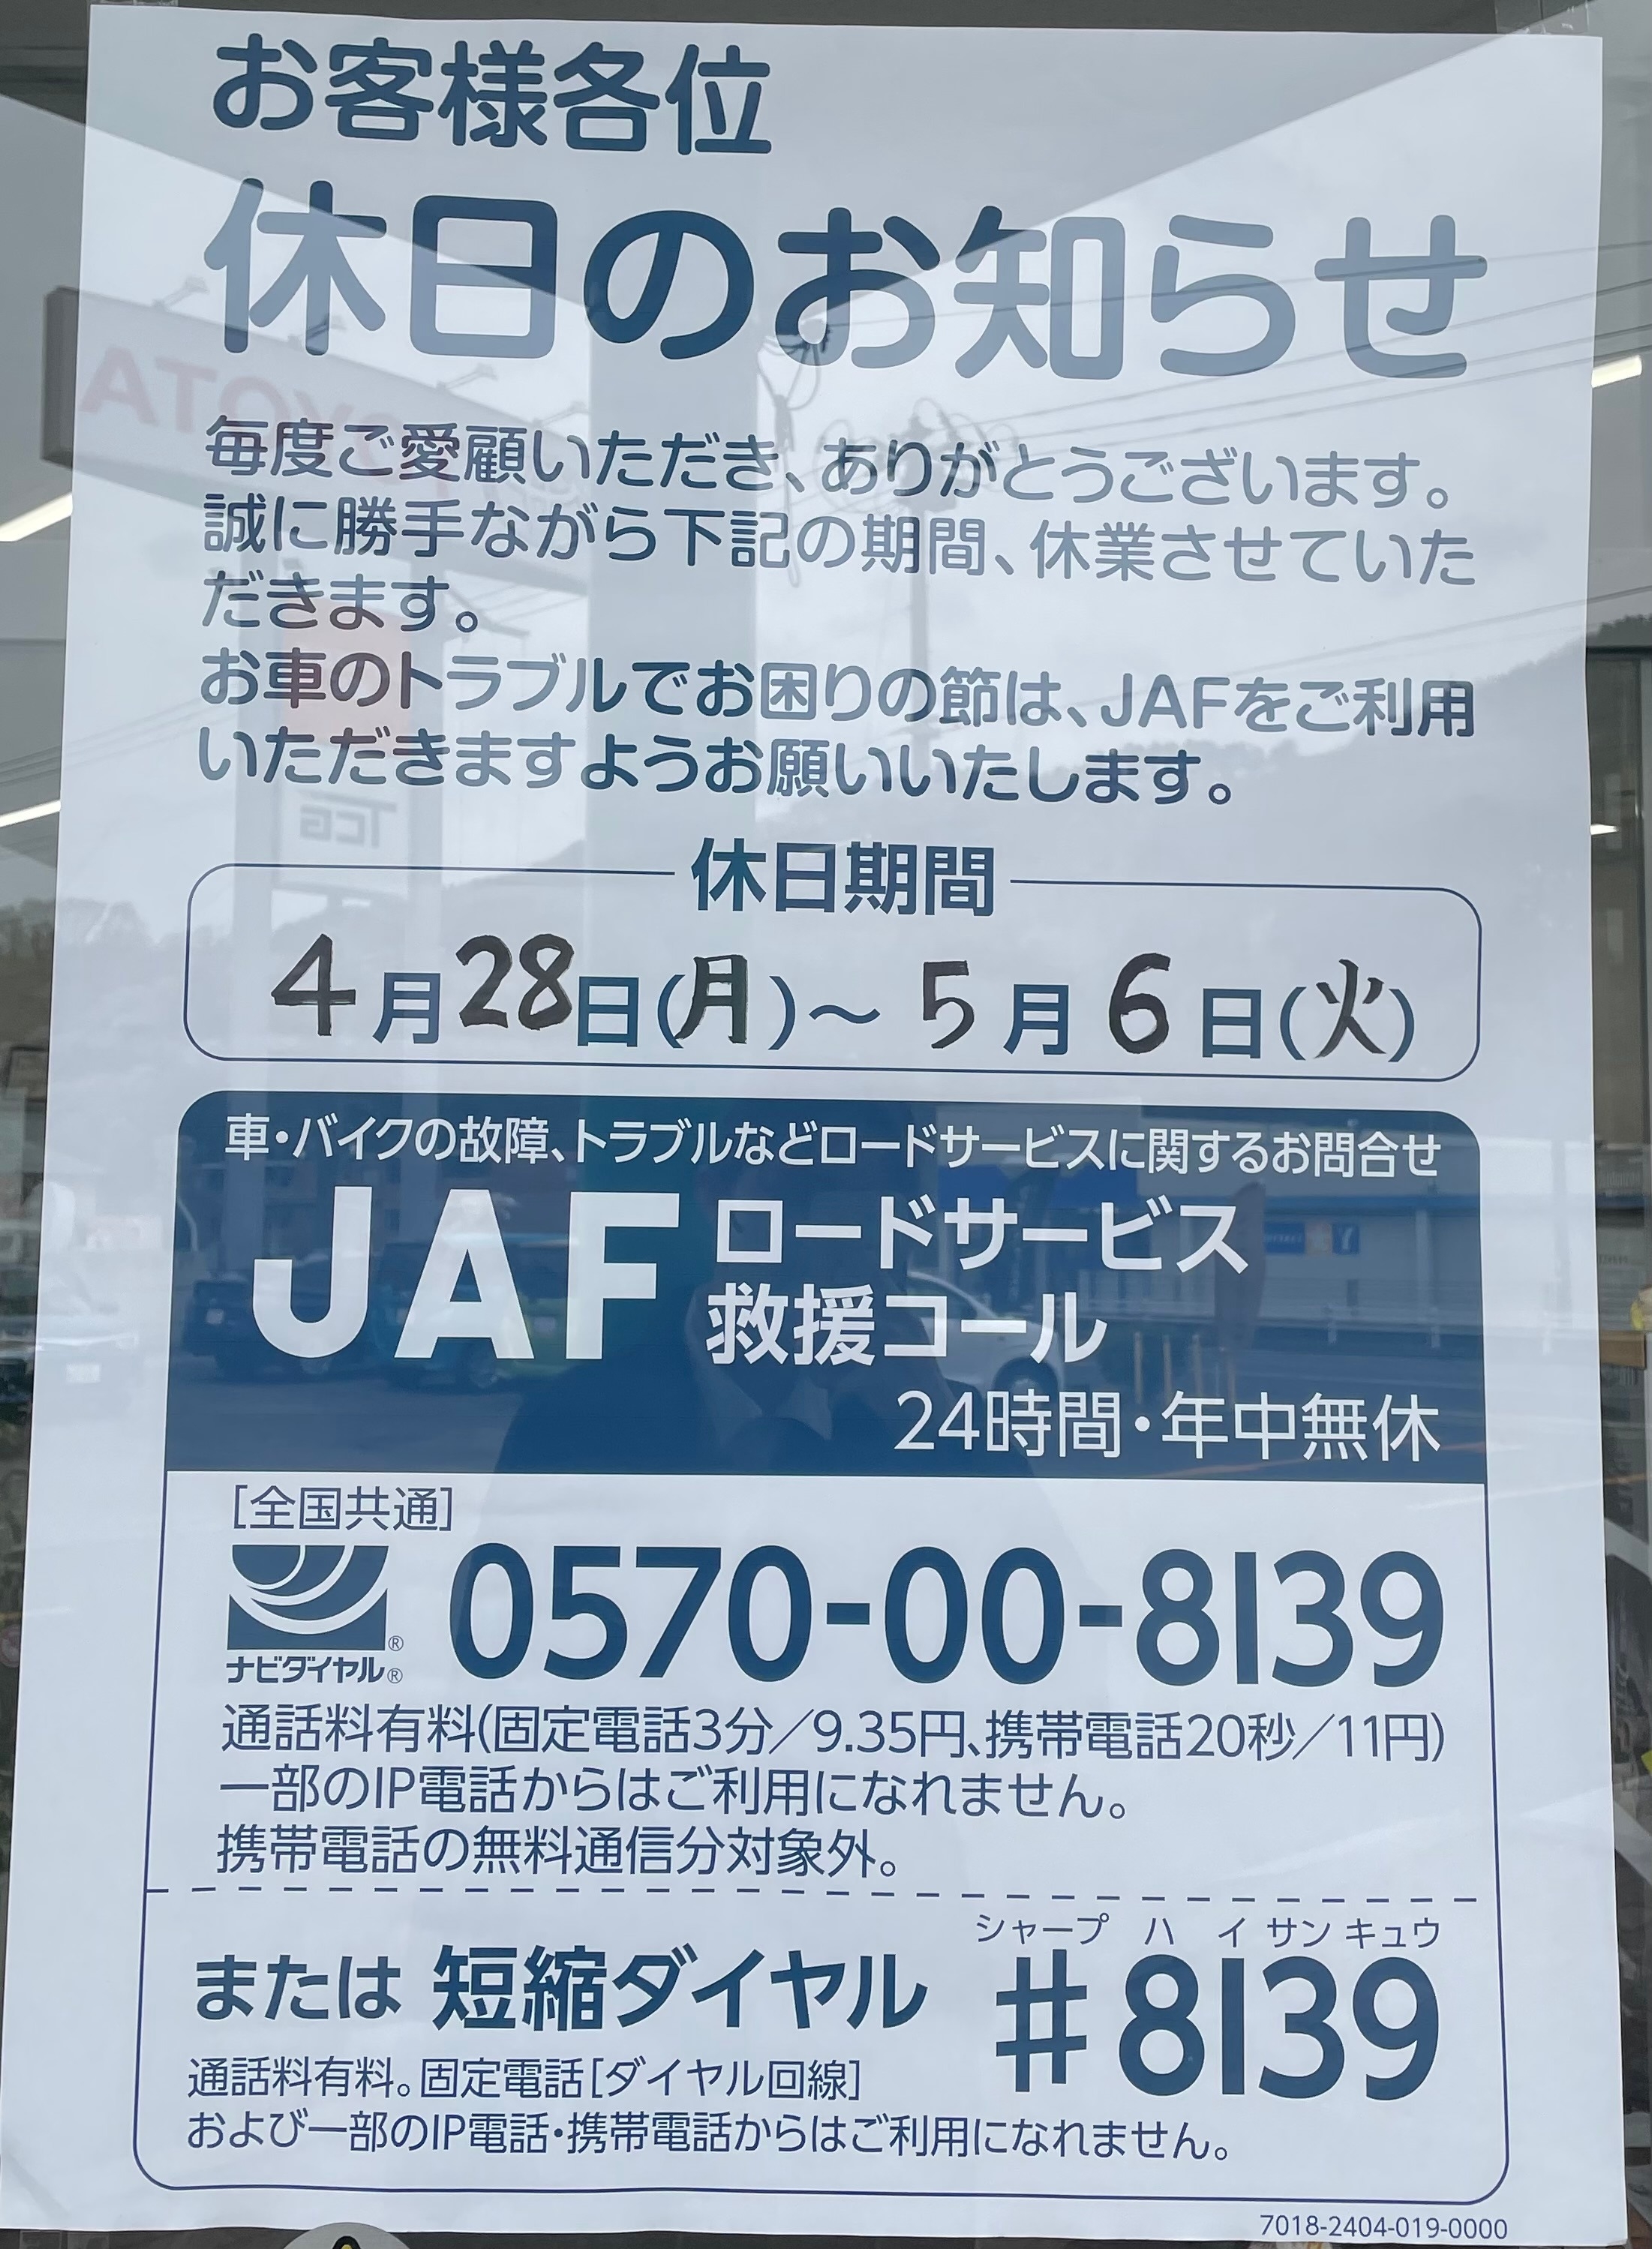 お客様各位
休日のお知らせ
毎度ご愛顧いただき、ありがとうございます。
誠に勝手ながら下記の期間、休業させていた
だきます。
お車のトラブルでお困りの節は、JAFをご利用
いただきますようお願いいたします。
休日期間
4月28日(月)～5月6日(火)
車・バイクの故障、トラブルなどロードサービスに関するお問合せ
JAF ロードサービス
救援コール
24時間・年中無休
[全国共通]
0570-00-8139
ナビダイヤル®
通話料有料(固定電話3分／9.35円、携帯電話20秒／11円)
一部のIP電話からはご利用になれません。
携帯電話の無料通信分対象外。
シャープ ハ イ サン キュウ
または 短縮ダイヤル #8139
通話料有料。固定電話[ダイヤル回線]
および一部のIP電話・携帯電話からはご利用になれません。
7018-2404-019-0000
TOYOTA
TCG